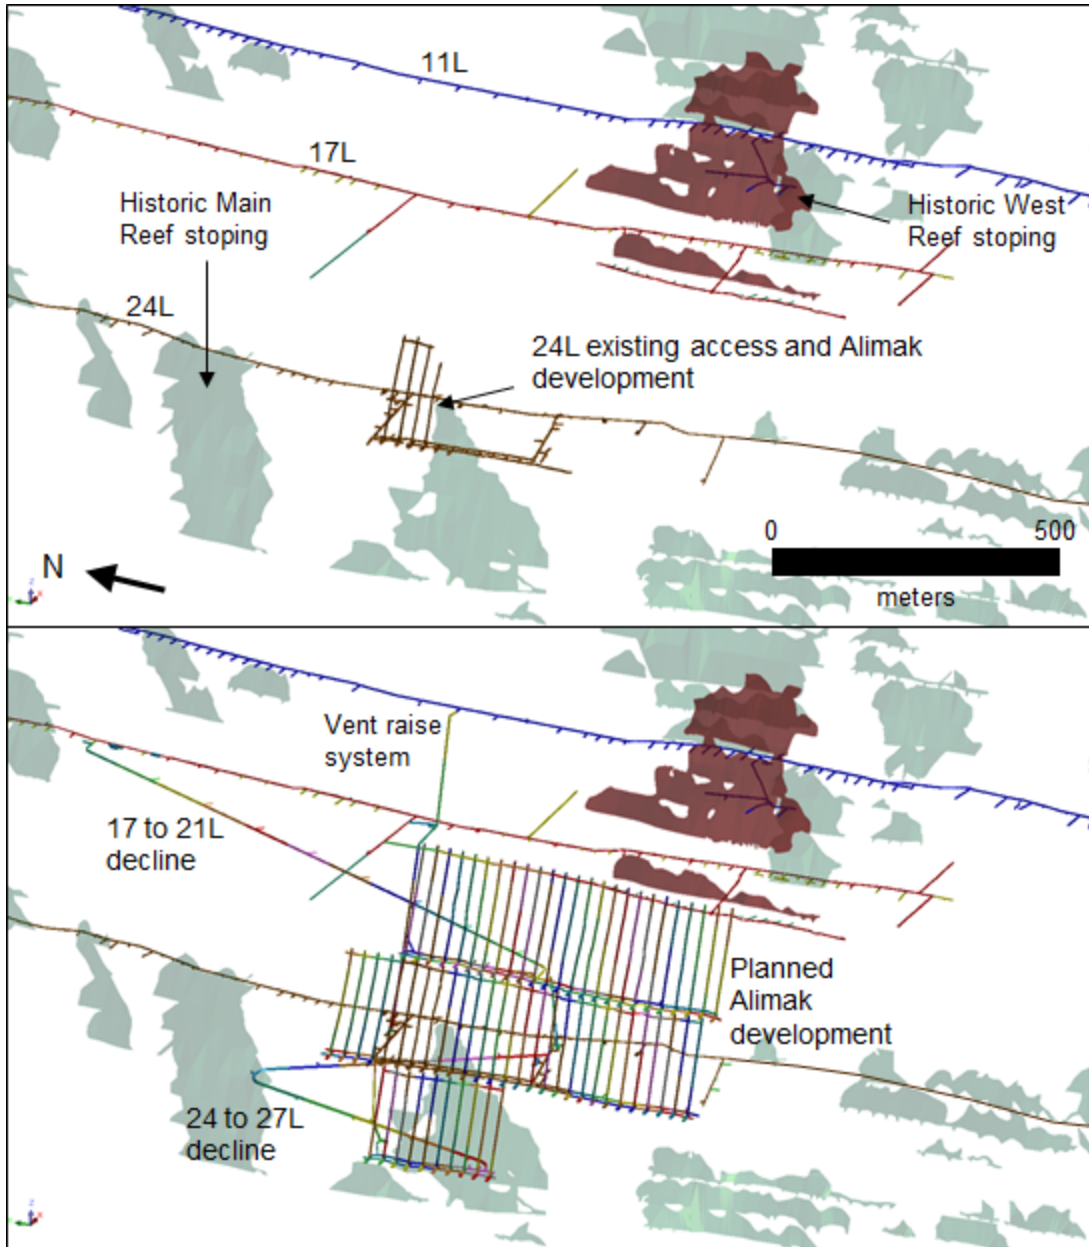 11L
17L
Historic Main
Reef stoping
Historic West
Reef stoping
24L
24L existing access and Alimak
development
0
500
N
meters
Vent raise
system
17 to 21L
decline
Planned
Alimak
development
24 to 27L
decline